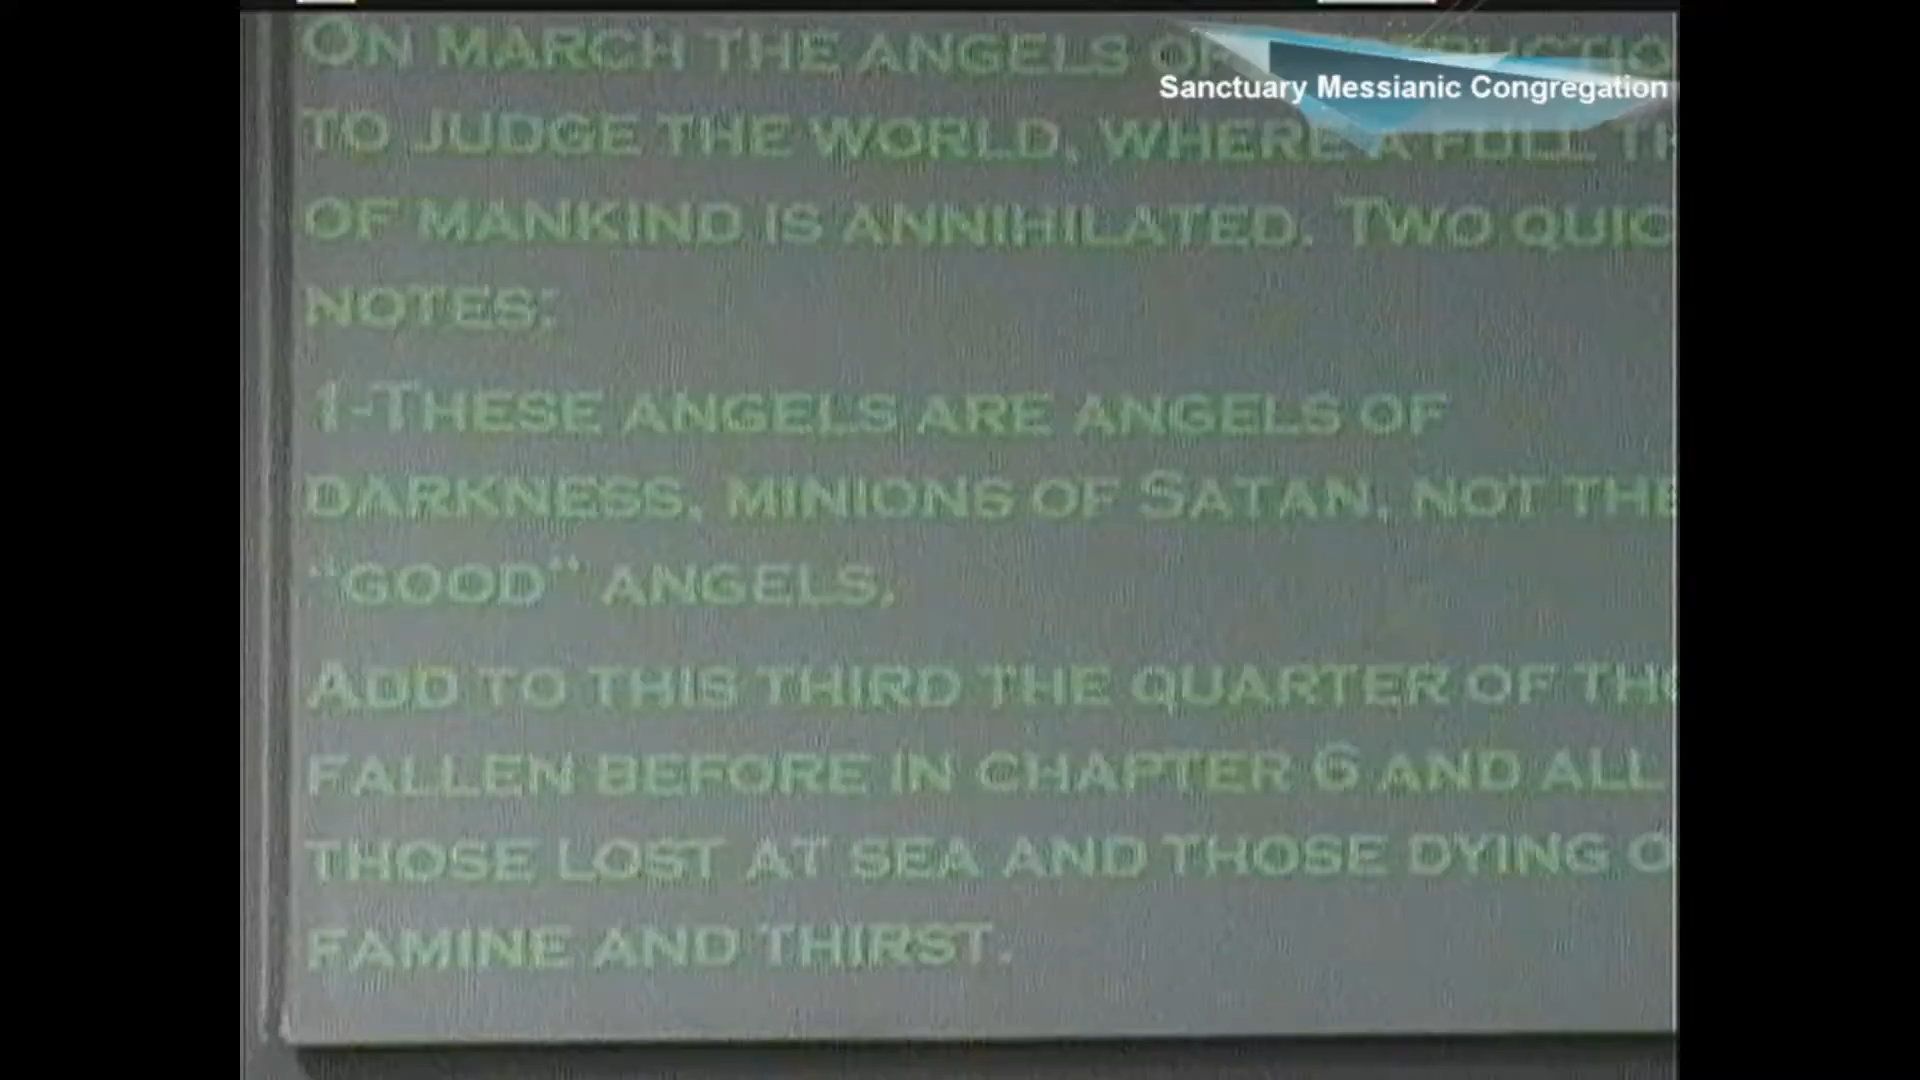 On march the angels of
Sanctuary Messianic Congregation
to judge the world, where a full
of mankind is annihilated. Two
notes:
1-These angels are angels of
darkness, minions of Satan, not the
"good" angels.
Add to this third the quarter of
fallen before in chapter 6 and all
those lost at sea and those dying
famine and thirst.